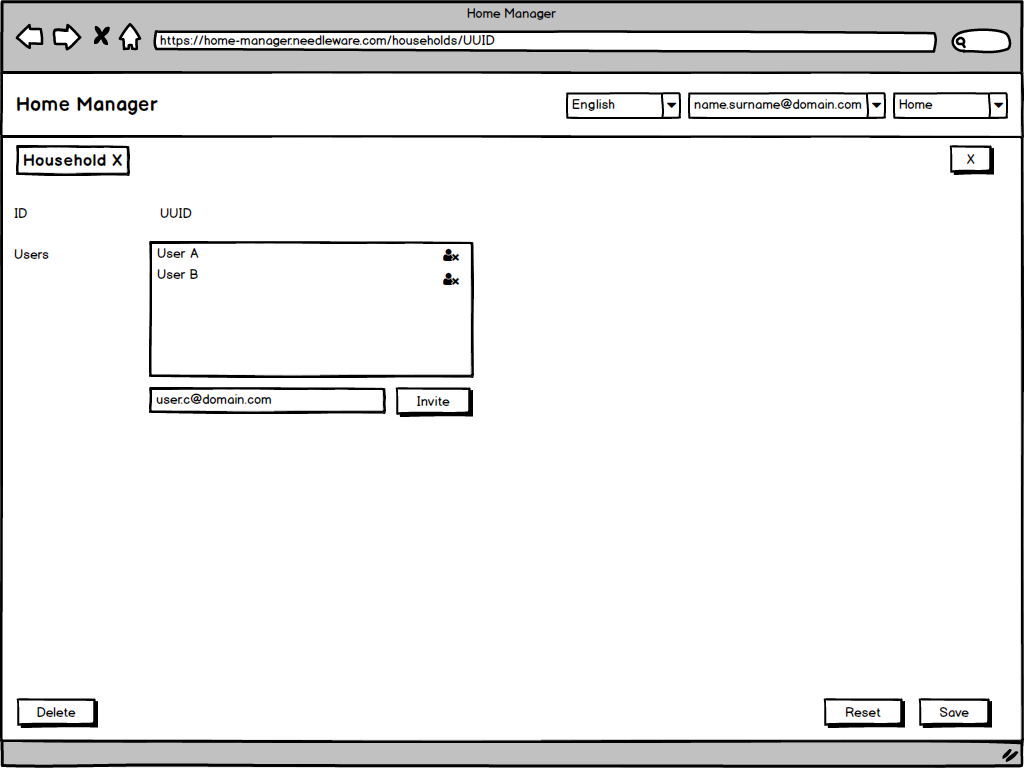 Home Manager
https://home-manager.needleware.com/households/UUID
Home Manager
English
name.surname@domain.com
Home
Household X
X
ID
UUID
Users
User A
User B
user.c@domain.com
Invite
Delete
Reset
Save